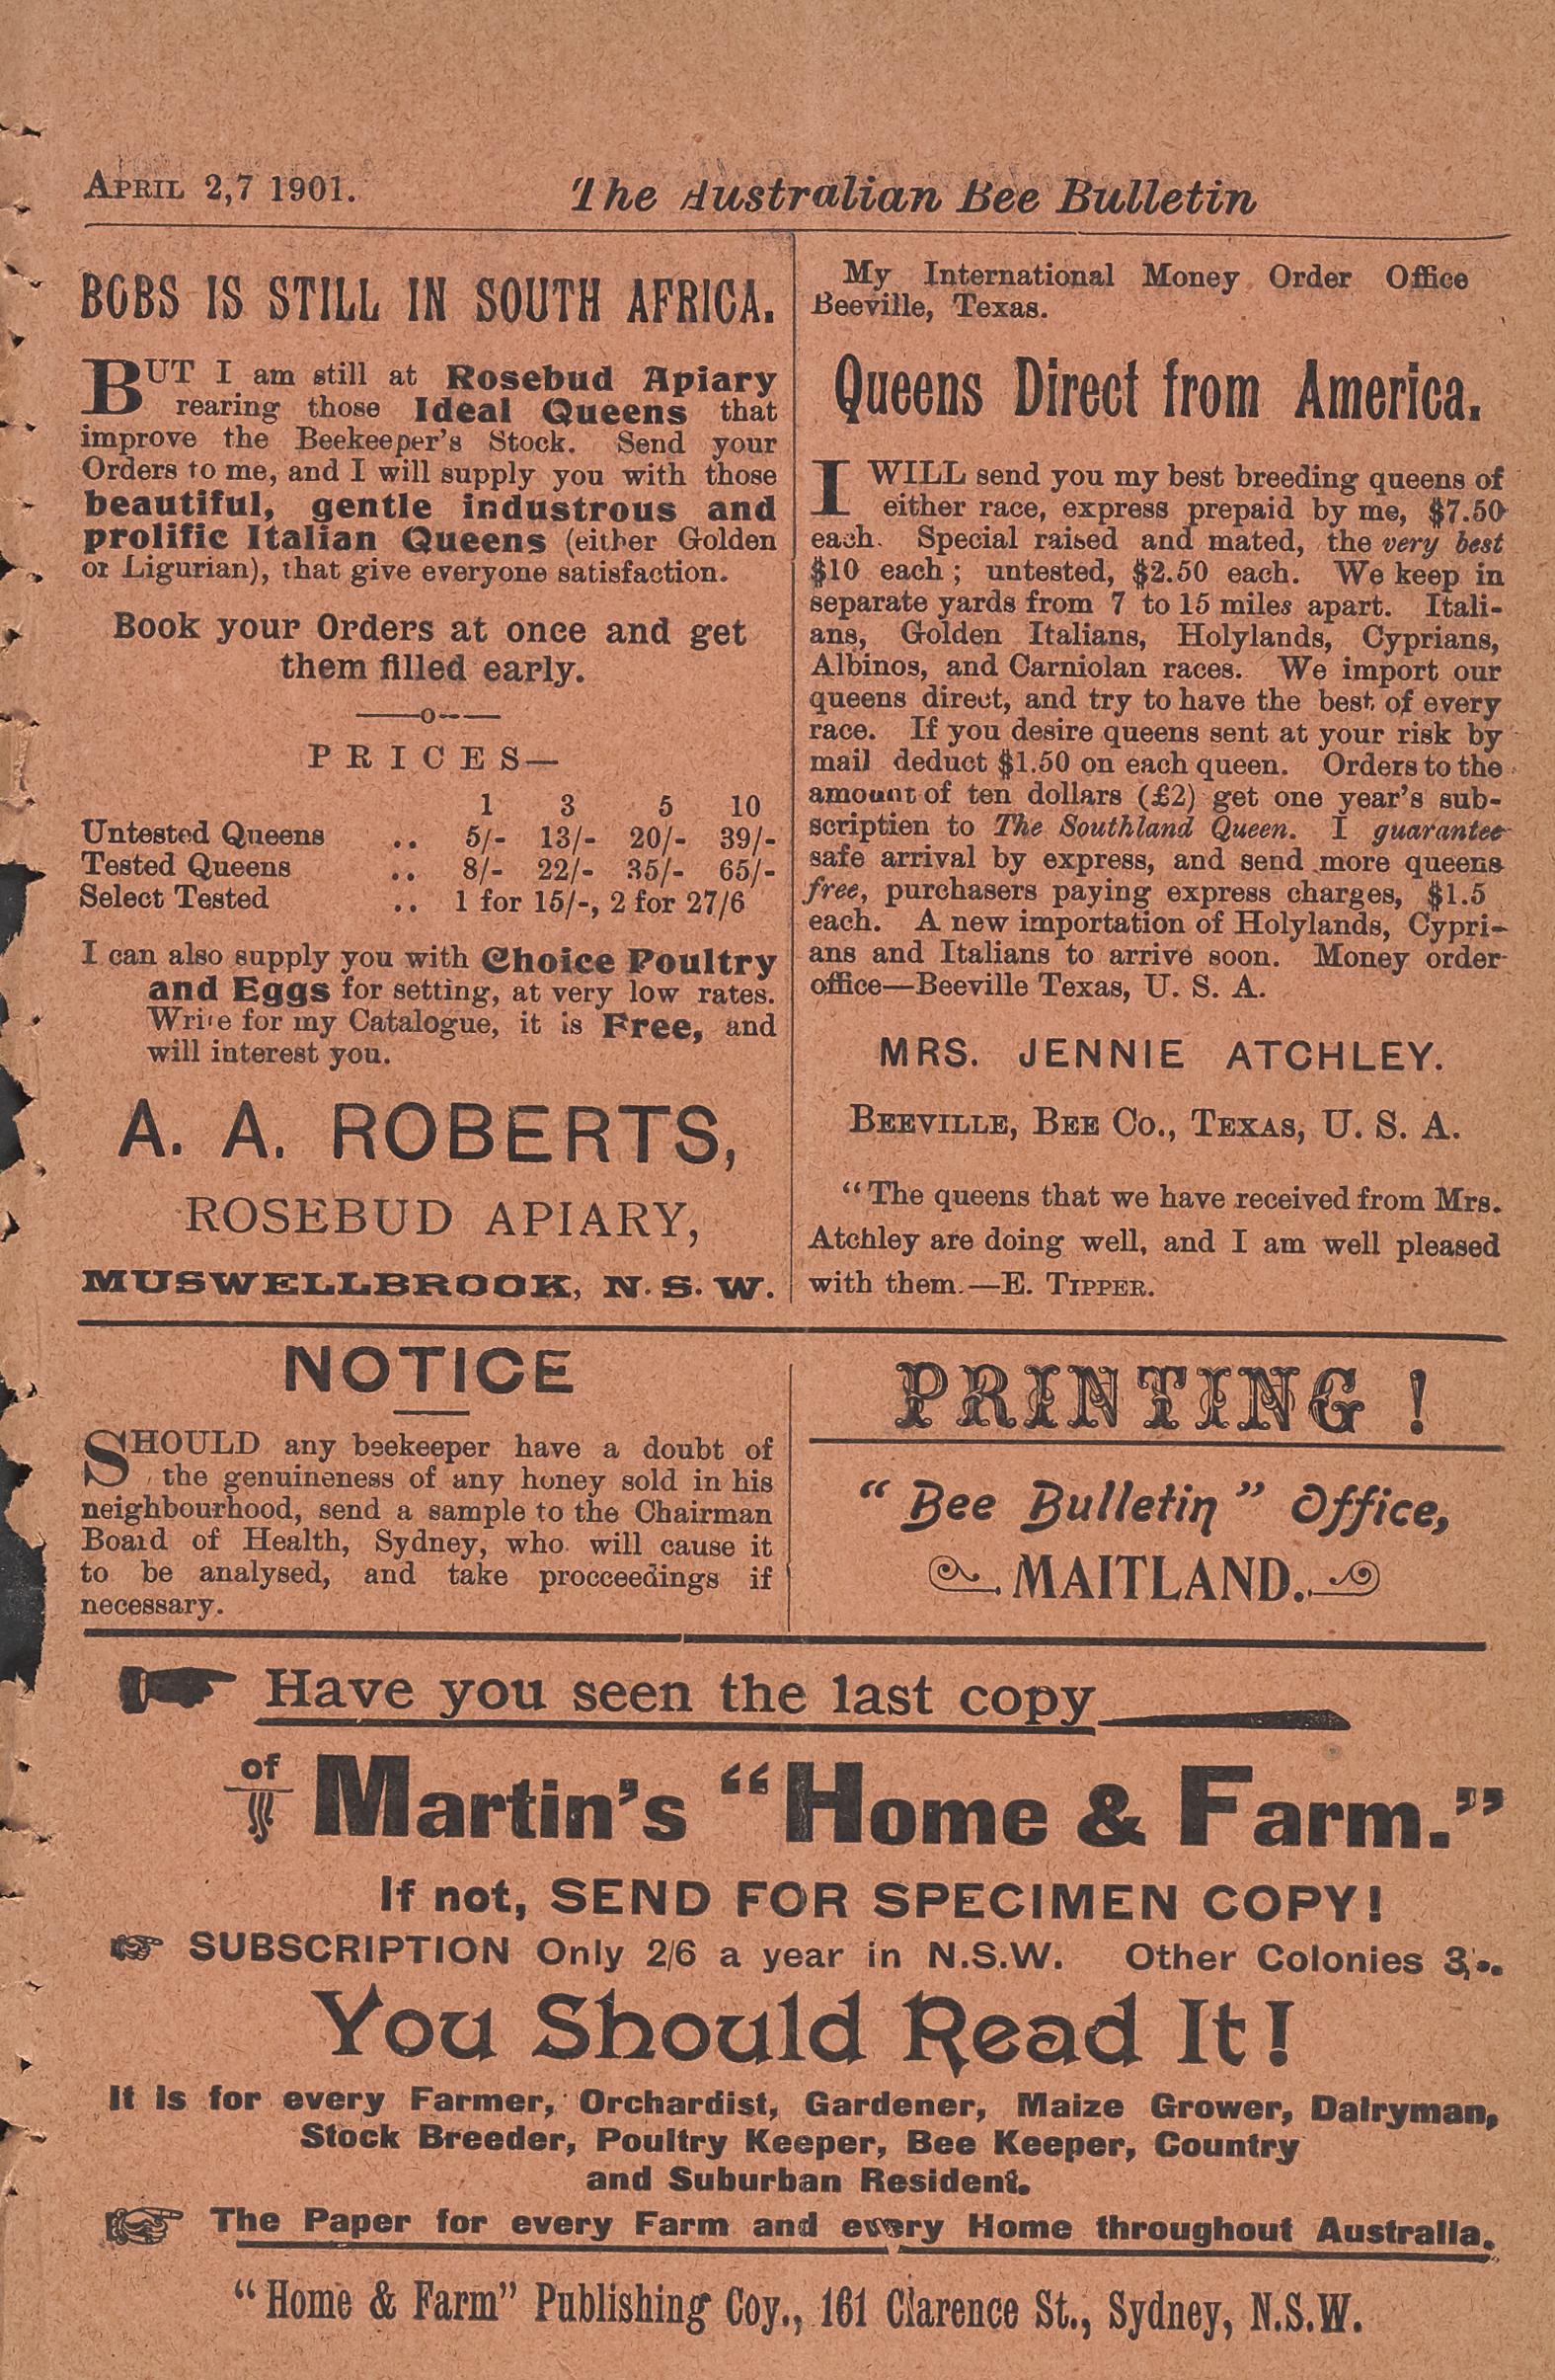 APRIL 2,7 1901.
The Australian Bee Bulletin
BOBS IS STILL IN SOUTH AFRICA.
BUT I am still at Rosebud Apiary
rearing those Ideal Queens that
improve the Beekeeper's Stock. Send your
Orders to me, and I will supply you with those
beautiful, gentle industrous and
prolific Italian Queens (either Golden
or Ligurian), that give everyone satisfaction.
Book your Orders at once and get
them filled early.
PRICES—
1 3 5 10
Untested Queens .. 5/- 13/- 20/- 39/-
Tested Queens .. 8/- 22/- 35/- 65/-
Select Tested .. 1 for 15/-, 2 for 27/6
I can also supply you with Choice Poultry
and Eggs for setting, at very low rates.
Write for my Catalogue, it is Free, and
will interest you.
A. A. ROBERTS,
ROSEBUD APIARY,
MUSWELLBROOK, N. S. W.
My International Money Order Office
Beeville, Texas.
Queens Direct from America.
I WILL send you my best breeding queens of
either race, express prepaid by me, $7.50
each. Special raised and mated, the very best
$10 each; untested, $2.50 each. We keep in
separate yards from 7 to 15 miles apart. Itali-
ans, Golden Italians, Holylands, Cyprians,
Albinos, and Carniolan races. We import our
queens direct, and try to have the best of every
race. If you desire queens sent at your risk by
mail deduct $1.50 on each queen. Orders to the
amount of ten dollars (£2) get one year's sub-
scriptien to The Southland Queen. I guarantee
safe arrival by express, and send more queens
free, purchasers paying express charges, $1.5
each. A new importation of Holylands, Cypri-
ans and Italians to arrive soon. Money order
office—Beeville Texas, U. S. A.
MRS. JENNIE ATCHLEY.
BEEVILLE, BEE Co., TEXAS, U. S. A.
"The queens that we have received from Mrs.
Atchley are doing well, and I am well pleased
with them.—E. TIPPER.
NOTICE
SHOULD any beekeeper have a doubt of
the genuineness of any honey sold in his
neighbourhood, send a sample to the Chairman
Board of Health, Sydney, who will cause it
to be analysed, and take procceedings if
necessary.
PRINTING !
"Bee Bulletin" Office,
MAITLAND.
Have you seen the last copy
of Martin's "Home & Farm."
If not, SEND FOR SPECIMEN COPY!
SUBSCRIPTION Only 2/6 a year in N.S.W. Other Colonies 3
You Should Read It!
It is for every Farmer, Orchardist, Gardener, Maize Grower, Dairyman,
Stock Breeder, Poultry Keeper, Bee Keeper, Country
and Suburban Resident.
The Paper for every Farm and every Home throughout Australia.
"Home & Farm" Publishing Coy., 161 Clarence St., Sydney, N.S.W.